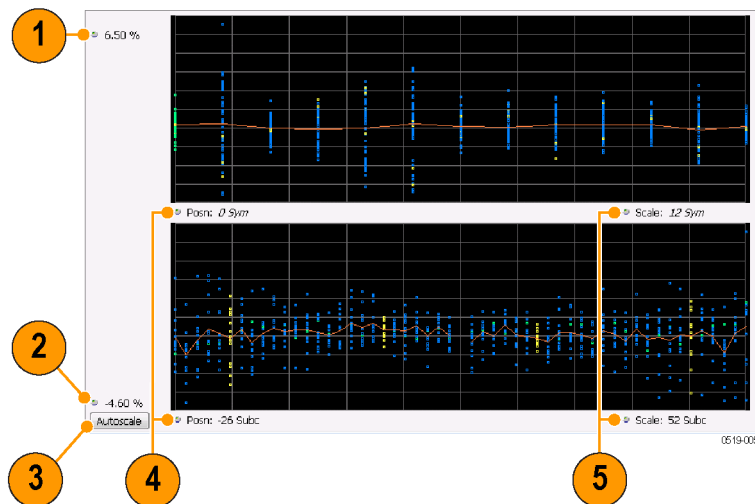 1
6.50 %
Posn: 0 Sym
Scale: 12 Sym
2
-4.60 %
Autoscale
Posn: -26 Subc
Scale: 52 Subc
0519-005
3
4
5